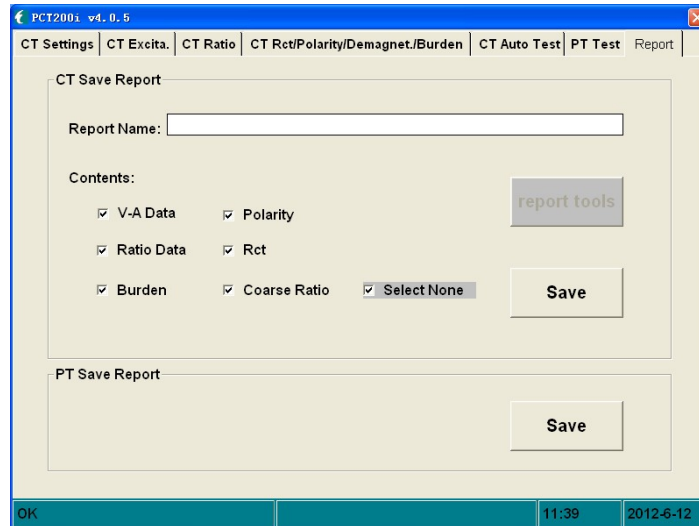 PCT200i v4.0.5
CT Settings CT Excita. CT Ratio CT Rct/Polarity/Demagnet./Burden CT Auto Test PT Test Report
CT Save Report
Report Name:
Contents:
report tools
V-A Data Polarity
Ratio Data Rct
Burden Coarse Ratio Select None Save
PT Save Report
Save
OK 11:39 2012-6-12